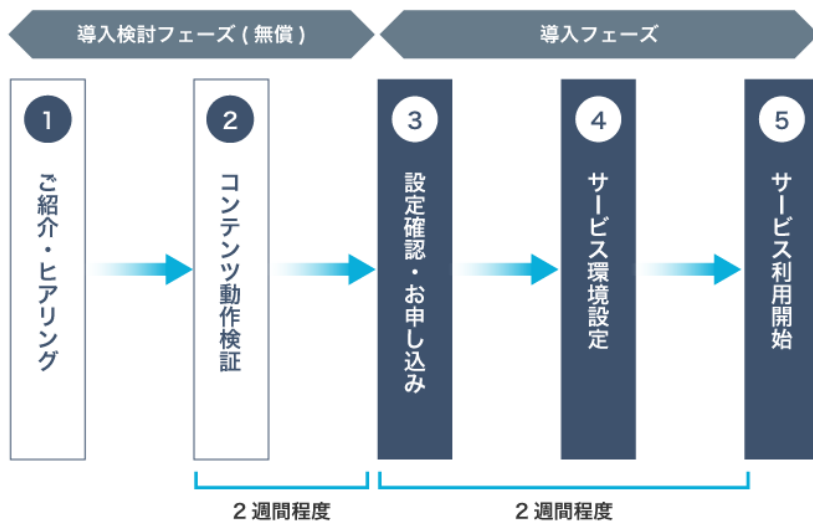 導入検討フェーズ ( 無償 )
導入フェーズ
1
ご紹介・ヒアリング
2
コンテンツ動作検証
3
設定確認・お申し込み
4
サービス環境設定
5
サービス利用開始
2 週間程度
2 週間程度